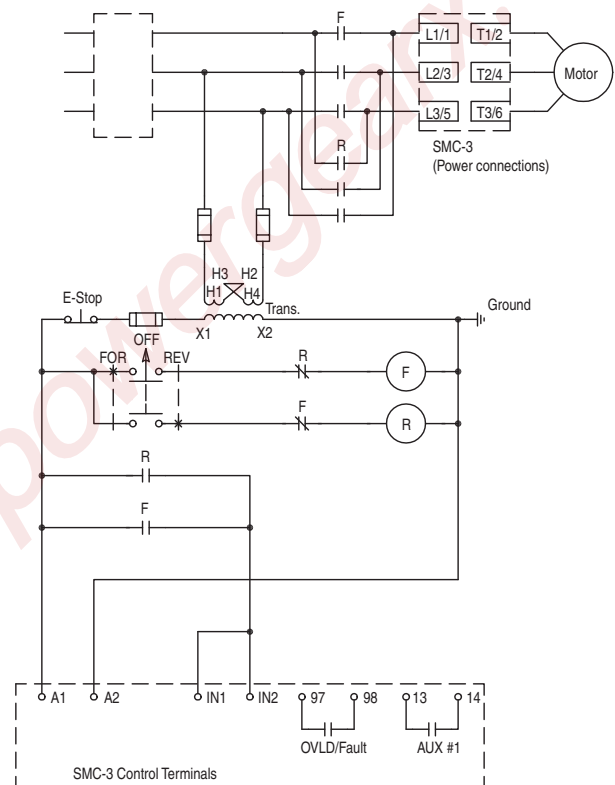 F
L1/1 T1/2
L2/3 T2/4
Motor
L3/5 T3/6
R
SMC-3
(Power connections)
H3 H2
H1 H4
Trans.
E-Stop
X1 X2
Ground
OFF
FOR REV
R
F
F
R
R
F
A1 A2 IN1 IN2 97 98 13 14
OVLD/Fault AUX #1
SMC-3 Control Terminals
powergearx.